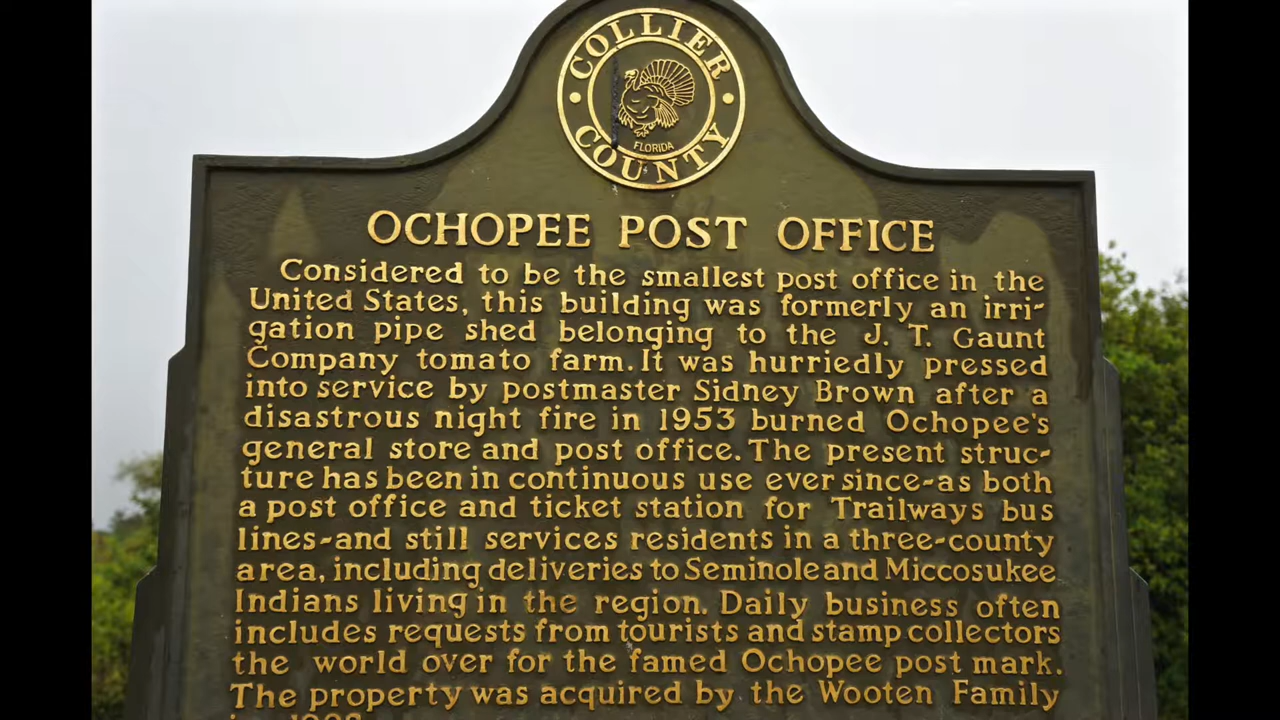 COLLIER
FLORIDA
COUNTY
OCHOPEE POST OFFICE
Considered to be the smallest post office in the
United States, this building was formerly an irri-
gation pipe shed belonging to the J. T. Gaunt
Company tomato farm. It was hurriedly pressed
into service by postmaster Sidney Brown after a
disastrous night fire in 1953 burned Ochopee's
general store and post office. The present struc-
ture has been in continuous use ever since-as both
a post office and ticket station for Trailways bus
lines-and still services residents in a three-county
area, including deliveries to Seminole and Miccosukee
Indians living in the region. Daily business often
includes requests from tourists and stamp collectors
the world over for the famed Ochopee post mark.
The property was acquired by the Wooten Family